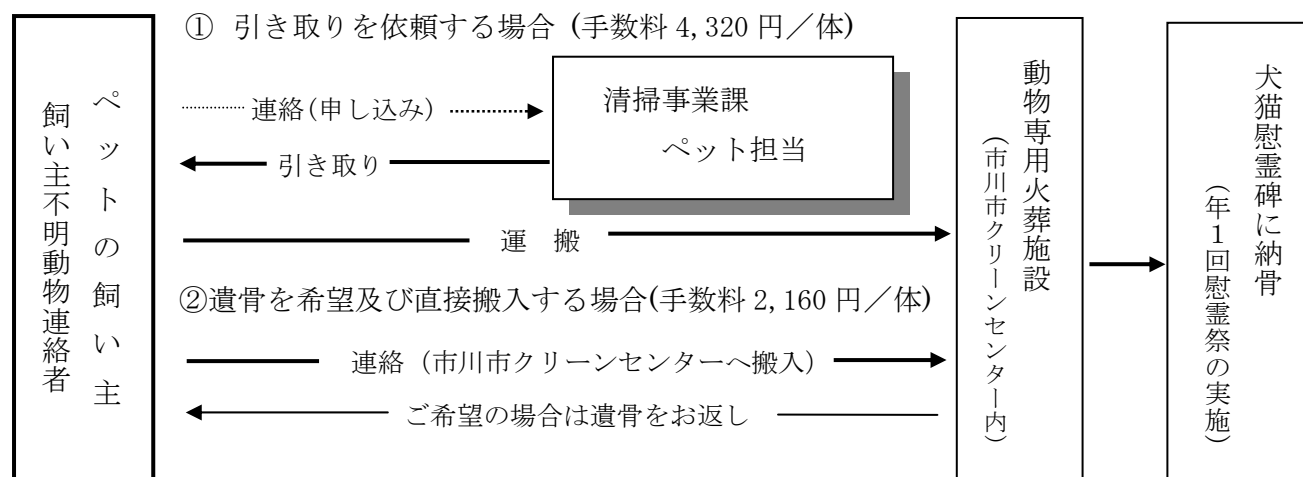 ペットの飼い主
飼い主不明動物連絡者
① 引き取りを依頼する場合 (手数料 4,320 円／体)
連絡(申し込み)
清掃事業課
ペット担当
引き取り
運 搬
②遺骨を希望及び直接搬入する場合(手数料 2,160 円／体)
連絡（市川市クリーンセンターへ搬入）
ご希望の場合は遺骨をお返し
動物専用火葬施設
（市川市クリーンセンター内）
犬猫慰霊碑に納骨
（年１回慰霊祭の実施）